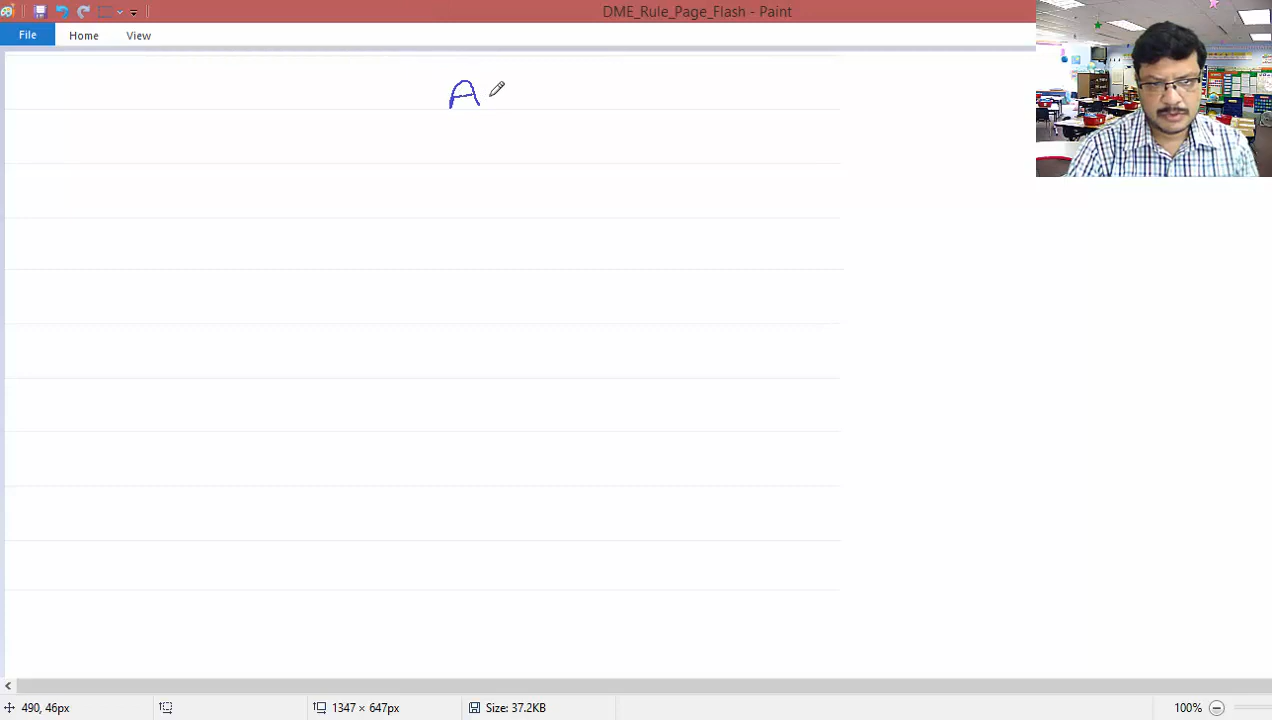 DME_Rule_Page_Flash - Paint
File Home View
A
490, 46px 1347 × 647px Size: 37.2KB 100%